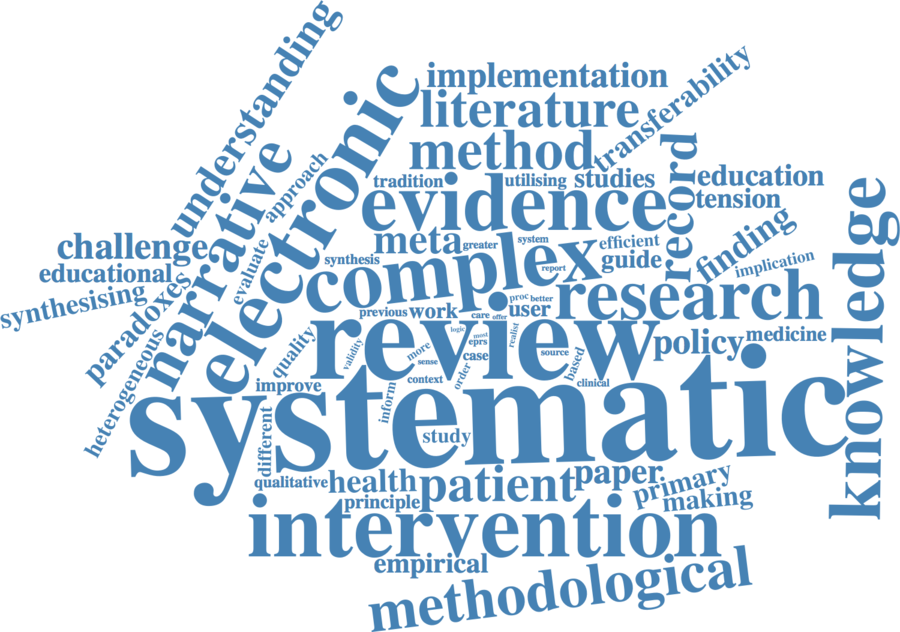 understanding
implementation
transferability
literature
electronic
method
narrative
approach
record
tradition
utilising
studies
education
tension
evidence
knowledge
challenge
meta
greater
system
efficient
finding
educational
evaluate
synthesis
complex
report
guide
implication
synthesising
paradoxes
previous
work
care
offer
proc
better
user
research
heterogeneous
quality
validity
review
logic
most
eprs
realist
policy
medicine
more
sense
case
source
based
improve
inform
context
order
clinical
systematic
different
study
qualitative
health
patient
paper
primary
making
principle
intervention
empirical
methodological